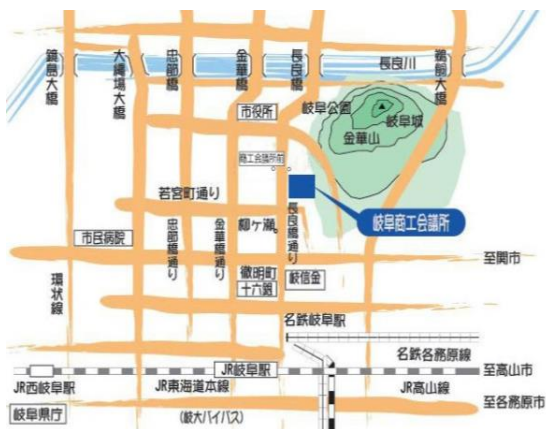 鏡島大橋
大縄場大橋
忠節橋
金華橋
長良橋
長良川
鵜飼大橋
市役所
岐阜公園
岐阜城
金華山
商工会議所前
若宮町通り
岐阜商工会議所
柳ケ瀬
長良橋通り
市民病院
忠節橋通り
金華橋通り
至関市
環状線
徹明町
十六銀
岐信金
名鉄岐阜駅
名鉄各務原線
JR岐阜駅
至高山市
JR西岐阜駅
JR東海道本線
JR高山線
岐阜県庁
(岐大バイパス)
至各務原市